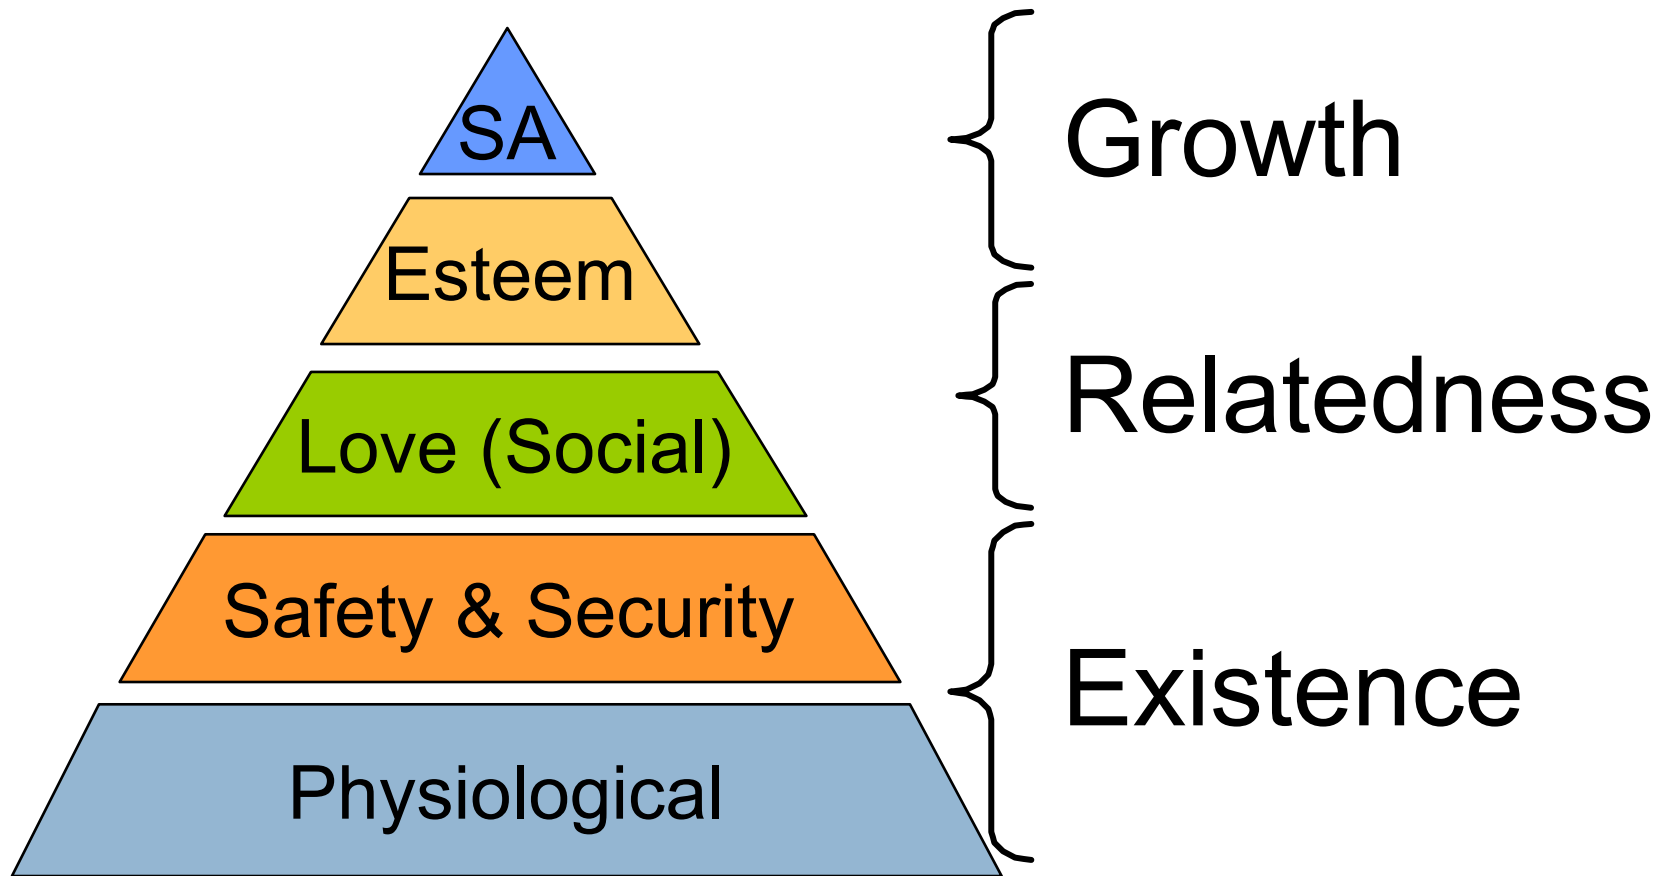 SA
Esteem
Love (Social)
Safety & Security
Physiological
Growth
Relatedness
Existence